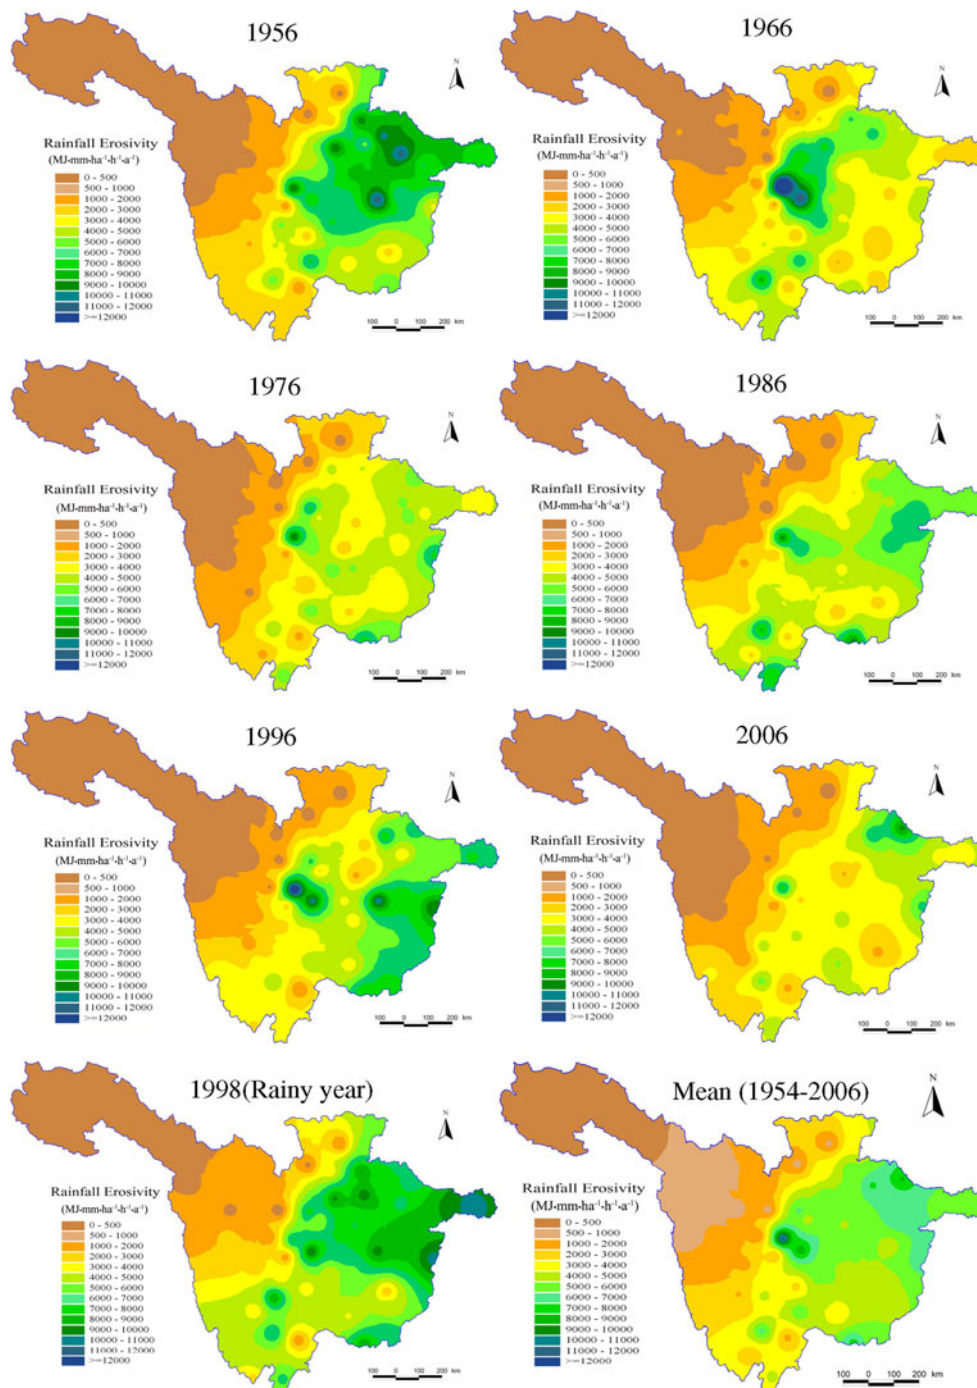 1956
N
Rainfall Erosivity
(MJ·mm·ha⁻¹·h⁻¹·a⁻¹)
0 - 500
500 - 1000
1000 - 2000
2000 - 3000
3000 - 4000
4000 - 5000
5000 - 6000
6000 - 7000
7000 - 8000
8000 - 9000
9000 - 10000
10000 - 11000
11000 - 12000
>=12000
100 0 100 200 km
1966
N
Rainfall Erosivity
(MJ·mm·ha⁻¹·h⁻¹·a⁻¹)
0 - 500
500 - 1000
1000 - 2000
2000 - 3000
3000 - 4000
4000 - 5000
5000 - 6000
6000 - 7000
7000 - 8000
8000 - 9000
9000 - 10000
10000 - 11000
11000 - 12000
>=12000
100 0 100 200 km
1976
N
Rainfall Erosivity
(MJ·mm·ha⁻¹·h⁻¹·a⁻¹)
0 - 500
500 - 1000
1000 - 2000
2000 - 3000
3000 - 4000
4000 - 5000
5000 - 6000
6000 - 7000
7000 - 8000
8000 - 9000
9000 - 10000
10000 - 11000
11000 - 12000
>=12000
100 0 100 200 km
1986
N
Rainfall Erosivity
(MJ·mm·ha⁻¹·h⁻¹·a⁻¹)
0 - 500
500 - 1000
1000 - 2000
2000 - 3000
3000 - 4000
4000 - 5000
5000 - 6000
6000 - 7000
7000 - 8000
8000 - 9000
9000 - 10000
10000 - 11000
11000 - 12000
>=12000
100 0 100 200 km
1996
N
Rainfall Erosivity
(MJ·mm·ha⁻¹·h⁻¹·a⁻¹)
0 - 500
500 - 1000
1000 - 2000
2000 - 3000
3000 - 4000
4000 - 5000
5000 - 6000
6000 - 7000
7000 - 8000
8000 - 9000
9000 - 10000
10000 - 11000
11000 - 12000
>=12000
100 0 100 200 km
2006
N
Rainfall Erosivity
(MJ·mm·ha⁻¹·h⁻¹·a⁻¹)
0 - 500
500 - 1000
1000 - 2000
2000 - 3000
3000 - 4000
4000 - 5000
5000 - 6000
6000 - 7000
7000 - 8000
8000 - 9000
9000 - 10000
10000 - 11000
11000 - 12000
>=12000
100 0 100 200 km
1998(Rainy year)
N
Rainfall Erosivity
(MJ·mm·ha⁻¹·h⁻¹·a⁻¹)
0 - 500
500 - 1000
1000 - 2000
2000 - 3000
3000 - 4000
4000 - 5000
5000 - 6000
6000 - 7000
7000 - 8000
8000 - 9000
9000 - 10000
10000 - 11000
11000 - 12000
>=12000
100 0 100 200 km
Mean (1954-2006)
N
Rainfall Erosivity
(MJ·mm·ha⁻¹·h⁻¹·a⁻¹)
0 - 500
500 - 1000
1000 - 2000
2000 - 3000
3000 - 4000
4000 - 5000
5000 - 6000
6000 - 7000
7000 - 8000
8000 - 9000
9000 - 10000
10000 - 11000
11000 - 12000
>=12000
100 0 100 200 km